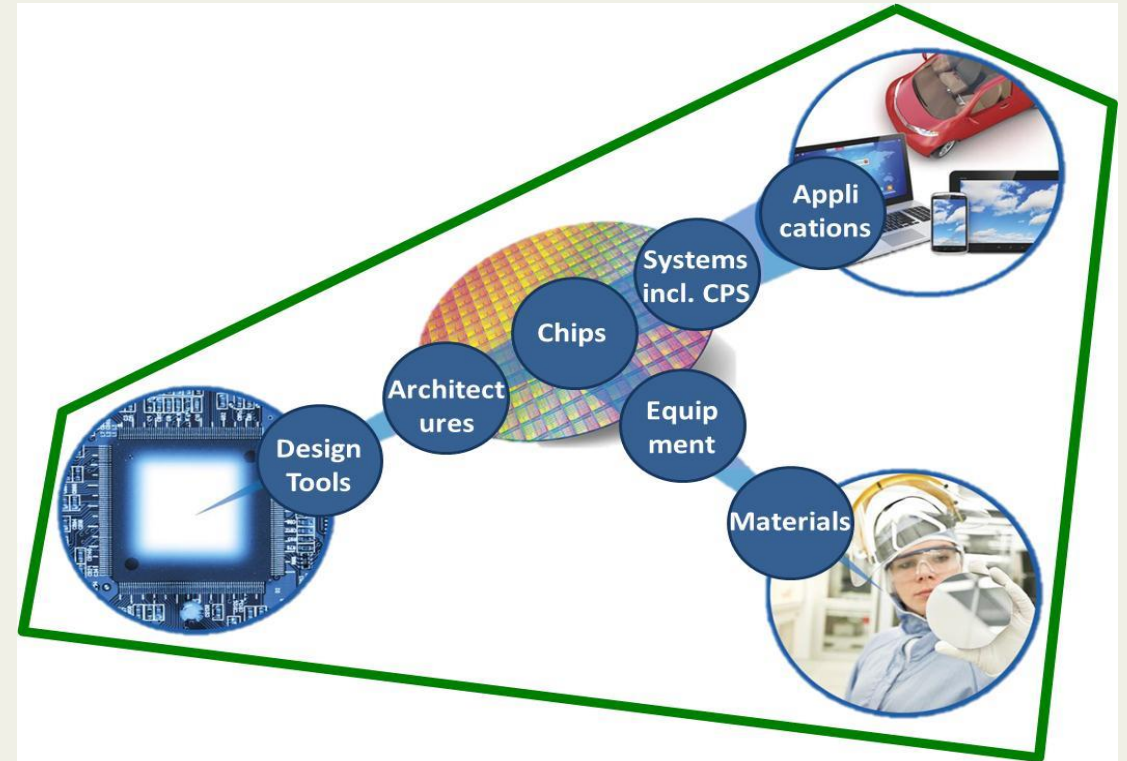 Appli
cations
Systems
incl. CPS
Chips
Architect
ures
Equip
ment
Design
Tools
Materials